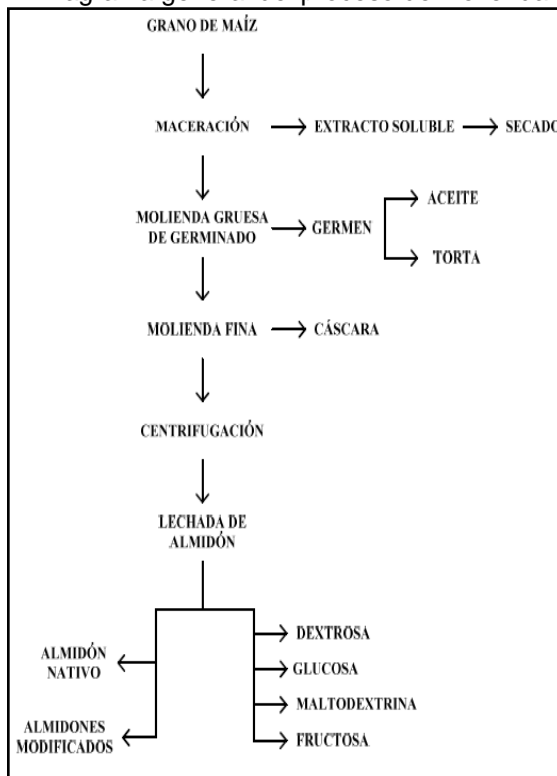 GRANO DE MAÍZ
MACERACIÓN
EXTRACTO SOLUBLE
SECADO
MOLIENDA GRUESA
DE GERMINADO
GERMEN
ACEITE
TORTA
MOLIENDA FINA
CÁSCARA
CENTRIFUGACIÓN
LECHADA DE
ALMIDÓN
ALMIDÓN
NATIVO
ALMIDONES
MODIFICADOS
DEXTROSA
GLUCOSA
MALTODEXTRINA
FRUCTOSA